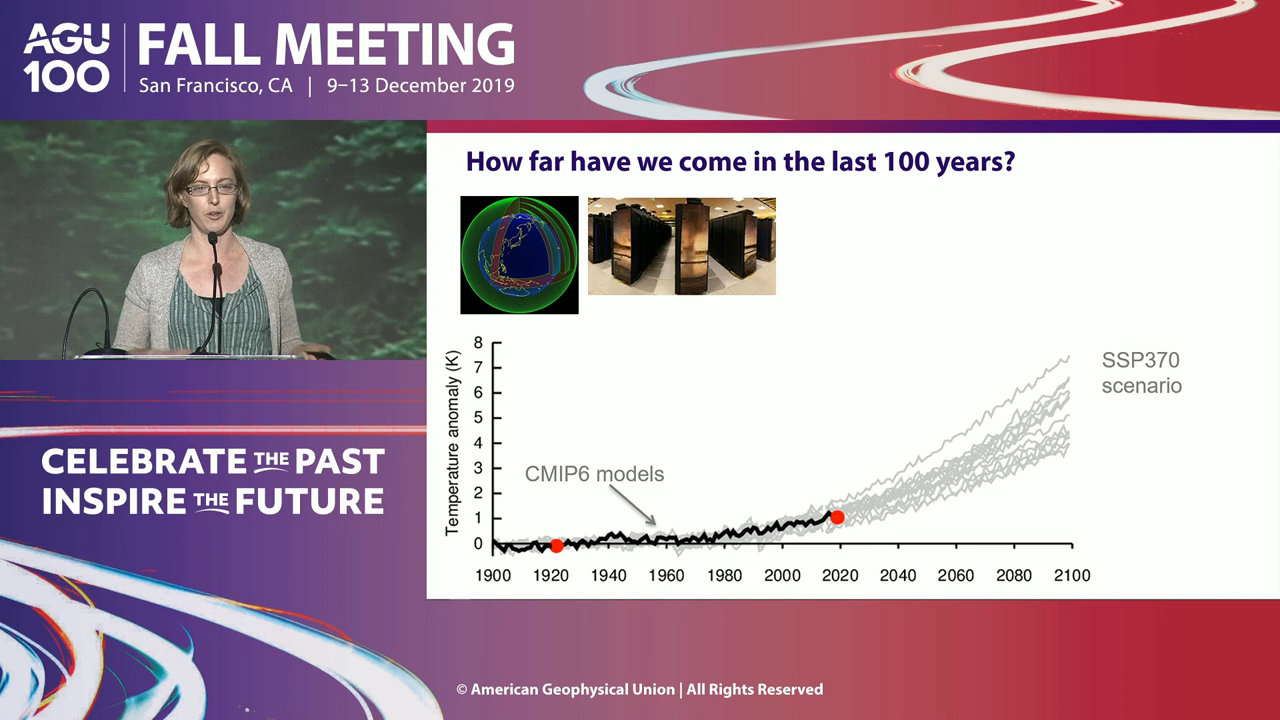 AGU
100
FALL MEETING
San Francisco, CA | 9–13 December 2019
How far have we come in the last 100 years?
8
7
6
5
4
3
2
1
0
Temperature anomaly (K)
SSP370
scenario
CMIP6 models
1900 1920 1940 1960 1980 2000 2020 2040 2060 2080 2100
CELEBRATE THE PAST
INSPIRE THE FUTURE
© American Geophysical Union | All Rights Reserved